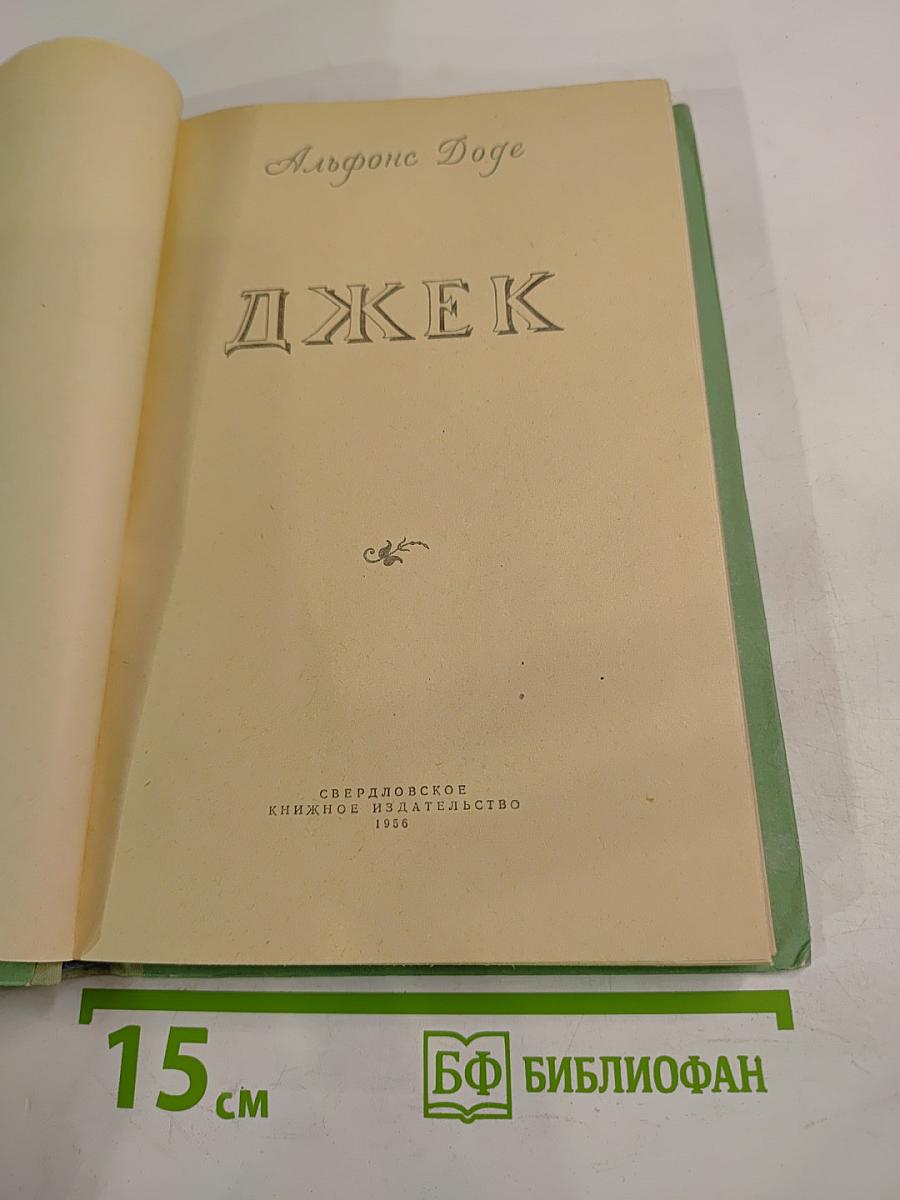 Альфонс Доде
ДЖЕК
СВЕРДЛОВСКОЕ
КНИЖНОЕ ИЗДАТЕЛЬСТВО
1956
15 см
БФ БИБЛИОФАН